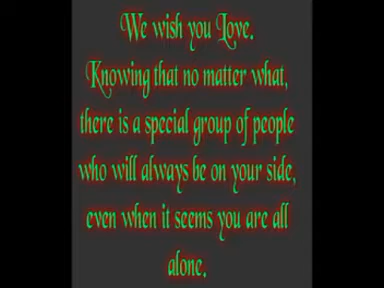 We wish you Love.
Knowing that no matter what,
there is a special group of people
who will always be on your side,
even when it seems you are all
alone.